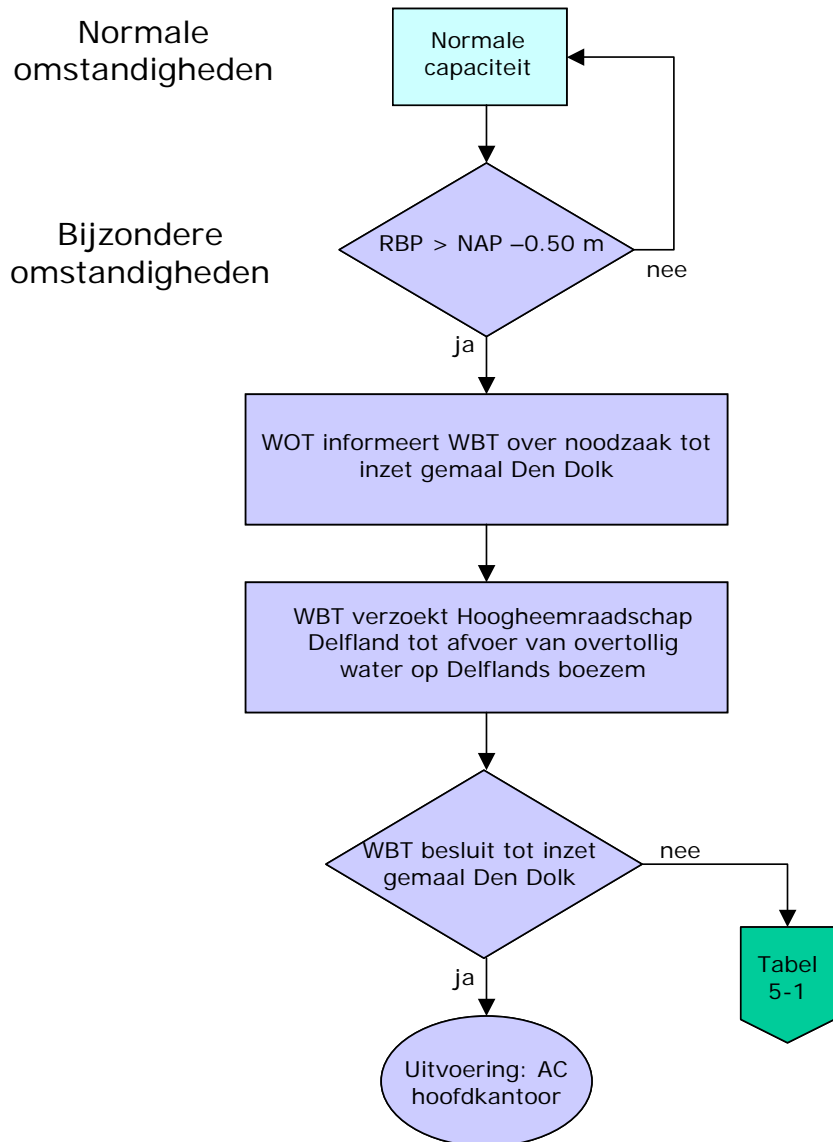 Normale
omstandigheden
Normale
capaciteit
Bijzondere
omstandigheden
RBP > NAP –0.50 m
nee
ja
WOT informeert WBT over noodzaak tot
inzet gemaal Den Dolk
WBT verzoekt Hoogheemraadschap
Delfland tot afvoer van overtollig
water op Delflands boezem
WBT besluit tot inzet
gemaal Den Dolk
nee
ja
Tabel
5-1
Uitvoering: AC
hoofdkantoor